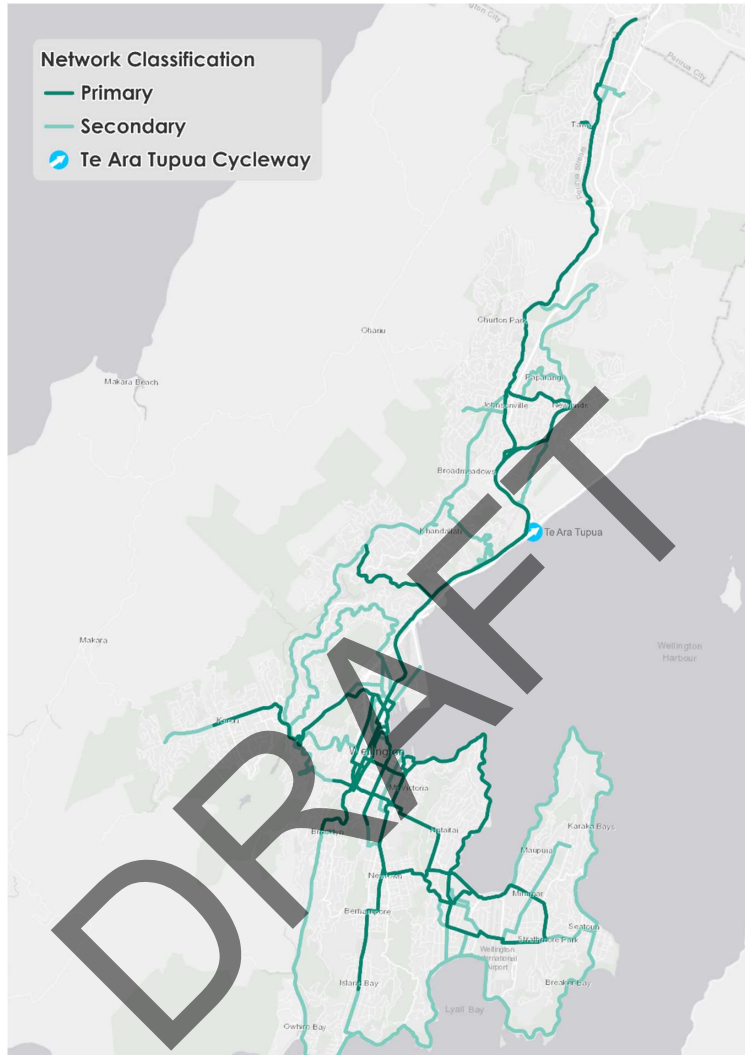 Network Classification
Primary
Secondary
Te Ara Tupua Cycleway
Porirua City
Churton Park
Ohariu
Makara Beach
Paparangi
Johnsonville
Newlands
Broadmeadows
Khandallah
Te Ara Tupua
Makara
Wellington
Harbour
Karori
Wellington
Mt Victoria
Brooklyn
Hataitai
Karaka Bays
Maupuia
Newtown
Miramar
Berhampore
Seatoun
Strathmore Park
Wellington
International
Airport
Island Bay
Breaker Bay
Lyall Bay
Owhiro Bay
DRAFT